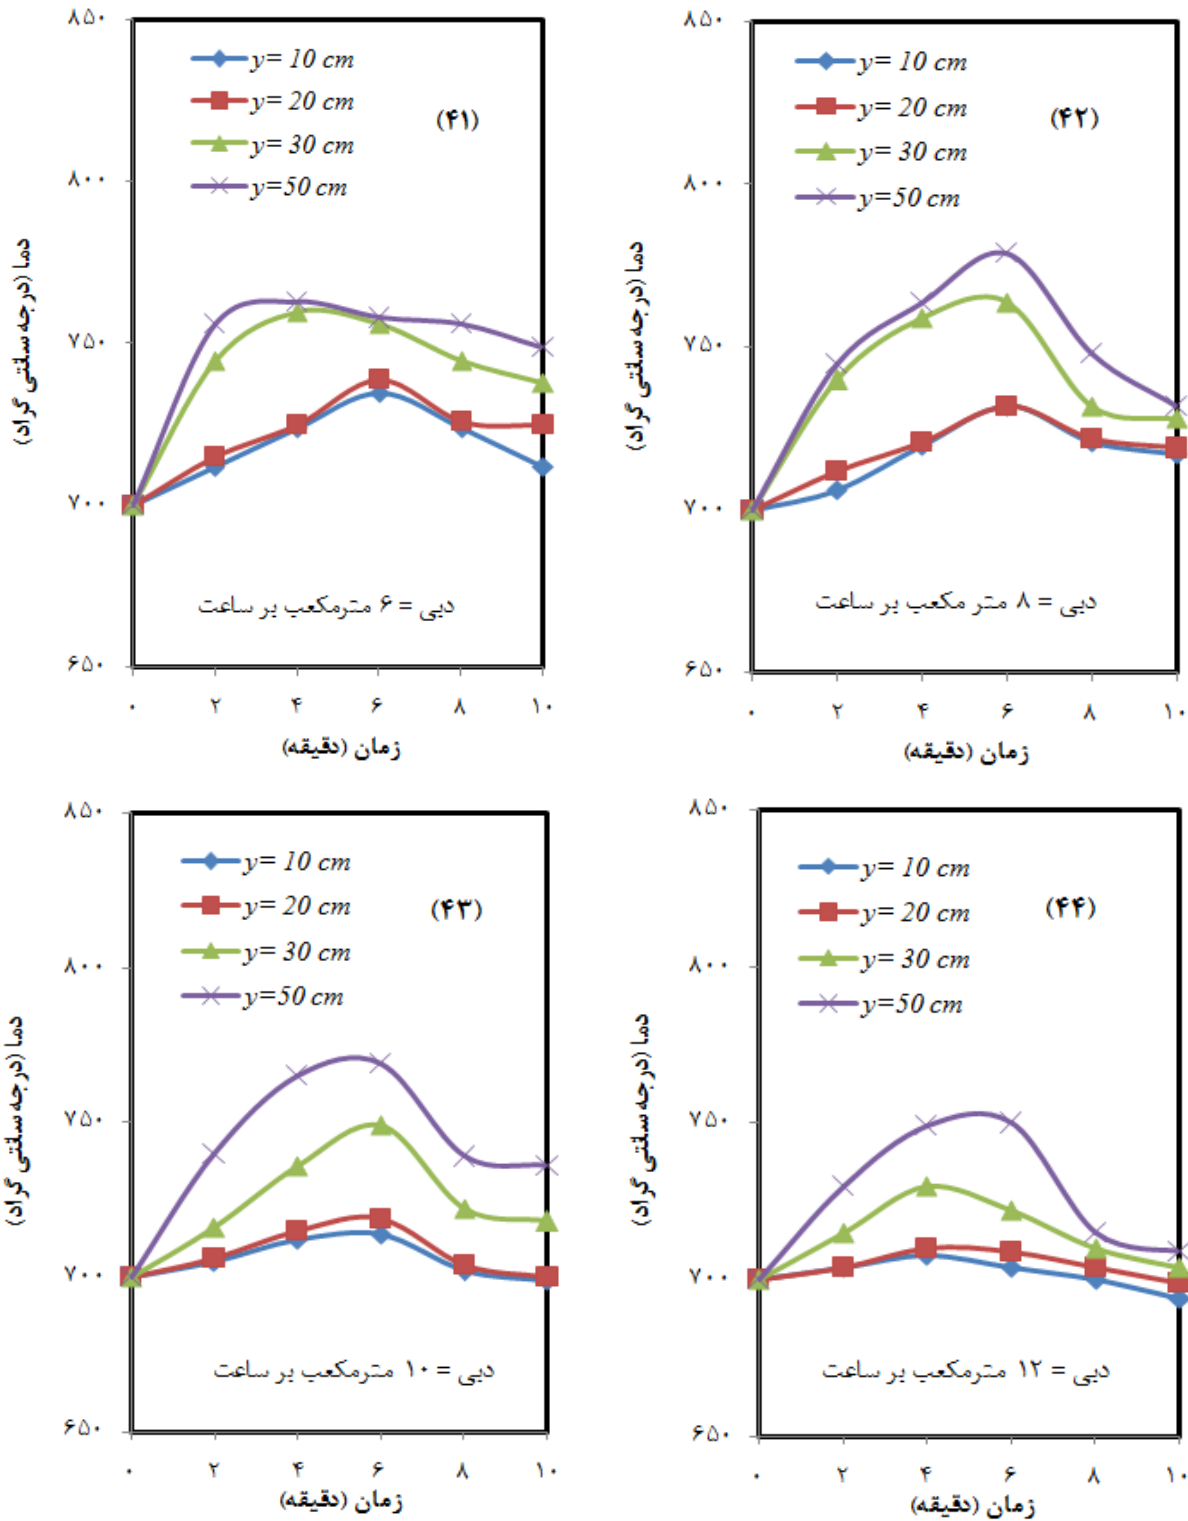 ۸۵۰
y= 10 cm
y= 20 cm
(۴۱)
y= 30 cm
۸۰۰
y=50 cm
دما (درجه سلنتی گراد)
۷۵۰
۷۰۰
دبی = ۶ مترمکعب بر ساعت
۶۵۰
۰ ۲ ۴ ۶ ۸ ۱۰
زمان (دقیقه)
۸۵۰
y= 10 cm
y= 20 cm
(۴۲)
y= 30 cm
۸۰۰
y=50 cm
دما (درجه سلنتی گراد)
۷۵۰
۷۰۰
دبی = ۸ متر مکعب بر ساعت
۶۵۰
۰ ۲ ۴ ۶ ۸ ۱۰
زمان (دقیقه)
۸۵۰
y= 10 cm
y= 20 cm
(۴۳)
y= 30 cm
۸۰۰
y=50 cm
دما (درجه سلنتی گراد)
۷۵۰
۷۰۰
دبی = ۱۰ مترمکعب بر ساعت
۶۵۰
۰ ۲ ۴ ۶ ۸ ۱۰
زمان (دقیقه)
۸۵۰
y= 10 cm
y= 20 cm
(۴۴)
y= 30 cm
۸۰۰
y=50 cm
دما (درجه سلنتی گراد)
۷۵۰
۷۰۰
دبی = ۱۲ مترمکعب بر ساعت
۶۵۰
۰ ۲ ۴ ۶ ۸ ۱۰
زمان (دقیقه)